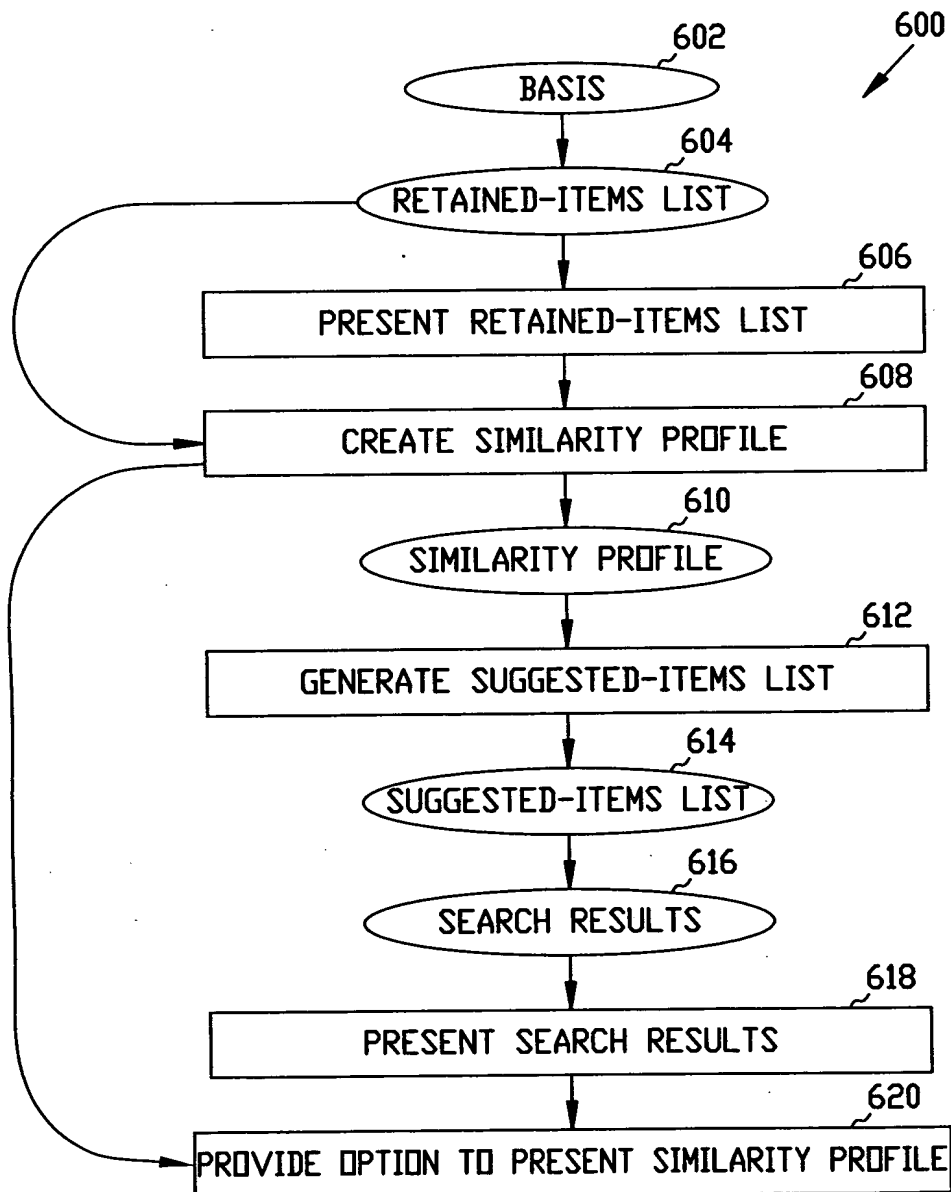 600
602
BASIS
604
RETAINED-ITEMS LIST
606
PRESENT RETAINED-ITEMS LIST
608
CREATE SIMILARITY PROFILE
610
SIMILARITY PROFILE
612
GENERATE SUGGESTED-ITEMS LIST
614
SUGGESTED-ITEMS LIST
616
SEARCH RESULTS
618
PRESENT SEARCH RESULTS
620
PROVIDE OPTION TO PRESENT SIMILARITY PROFILE